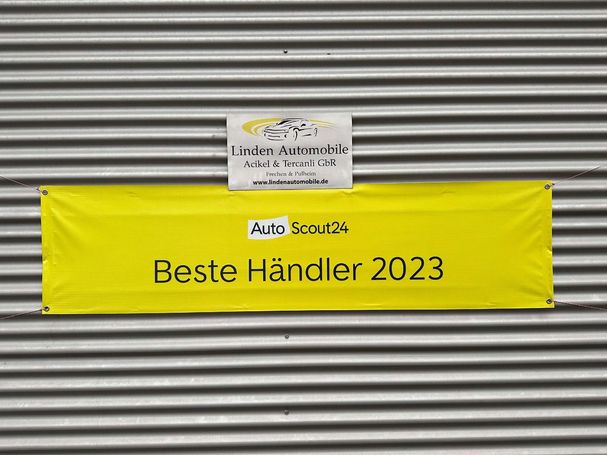 Linden Automobile
Acikel & Tercanli GbR
Frechen & Pulheim
www.lindenautomobile.de
Auto Scout24
Beste Händler 2023